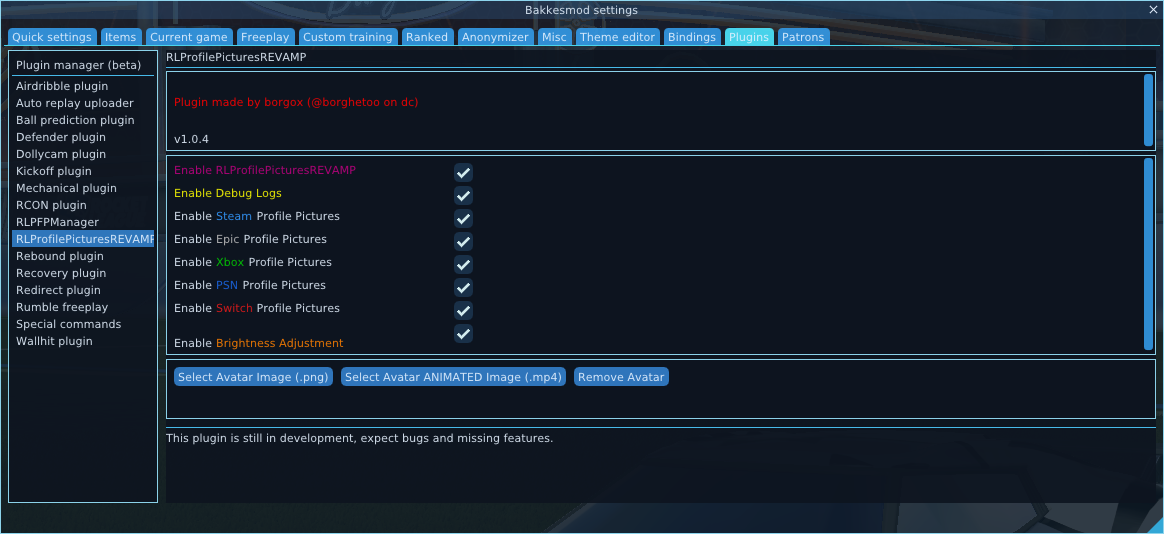 Bakkesmod settings
Quick settings Items Current game Freeplay Custom training Ranked Anonymizer Misc Theme editor Bindings Plugins Patrons
Plugin manager (beta)
Airdribble plugin
Auto replay uploader
Ball prediction plugin
Defender plugin
Dollycam plugin
Kickoff plugin
Mechanical plugin
RCON plugin
RLPFPManager
RLProfilePicturesREVAMP
Rebound plugin
Recovery plugin
Redirect plugin
Rumble freeplay
Special commands
Wallhit plugin
RLProfilePicturesREVAMP
Plugin made by borgox (@borghetoo on dc)
v1.0.4
Enable RLProfilePicturesREVAMP
Enable Debug Logs
Enable Steam Profile Pictures
Enable Epic Profile Pictures
Enable Xbox Profile Pictures
Enable PSN Profile Pictures
Enable Switch Profile Pictures
Enable Brightness Adjustment
Select Avatar Image (.png) Select Avatar ANIMATED Image (.mp4) Remove Avatar
This plugin is still in development, expect bugs and missing features.